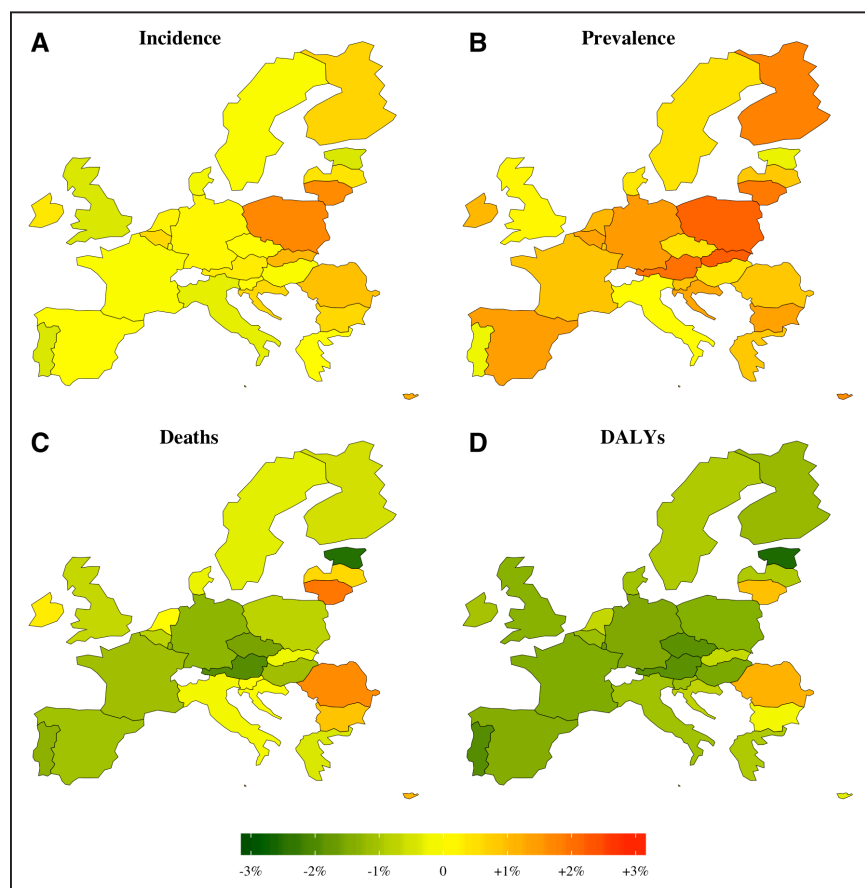 A Incidence
B Prevalence
C Deaths
D DALYs
-3% -2% -1% 0 +1% +2% +3%